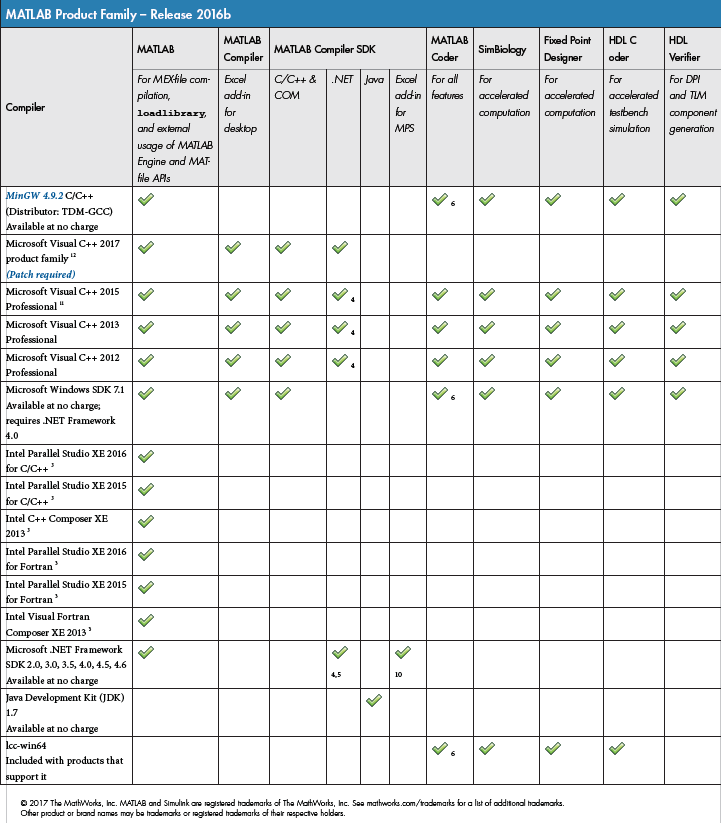 MATLAB Product Family – Release 2016b
Compiler
MATLAB
MATLAB
Compiler
MATLAB Compiler SDK
MATLAB
Coder
SimBiology
Fixed Point
Designer
HDL C
oder
HDL
Verifier
For MEX-file com-
pilation,
loadlibrary,
and external
usage of MATLAB
Engine and MAT-
file APIs
Excel
add-in
for
desktop
C/C++ &
COM
.NET
Java
Excel
add-in
for
MPS
For all
features
For
accelerated
computation
For
accelerated
computation
For
accelerated
testbench
simulation
For DPI
and TLM
component
generation
MinGW 4.9.2 C/C++
(Distributor: TDM-GCC)
Available at no charge
6
Microsoft Visual C++ 2017
product family 12
(Patch required)
Microsoft Visual C++ 2015
Professional 11
4
Microsoft Visual C++ 2013
Professional
4
Microsoft Visual C++ 2012
Professional
4
Microsoft Windows SDK 7.1
Available at no charge;
requires .NET Framework
4.0
6
Intel Parallel Studio XE 2016
for C/C++ 3
Intel Parallel Studio XE 2015
for C/C++ 3
Intel C++ Composer XE
2013 3
Intel Parallel Studio XE 2016
for Fortran 3
Intel Parallel Studio XE 2015
for Fortran 3
Intel Visual Fortran
Composer XE 2013 3
Microsoft .NET Framework
SDK 2.0, 3.0, 3.5, 4.0, 4.5, 4.6
Available at no charge
4,5
10
Java Development Kit (JDK)
1.7
Available at no charge
lcc-win64
Included with products that
support it
6
© 2017 The MathWorks, Inc. MATLAB and Simulink are registered trademarks of The MathWorks, Inc. See mathworks.com/trademarks for a list of additional trademarks.
Other product or brand names may be trademarks or registered trademarks of their respective holders.